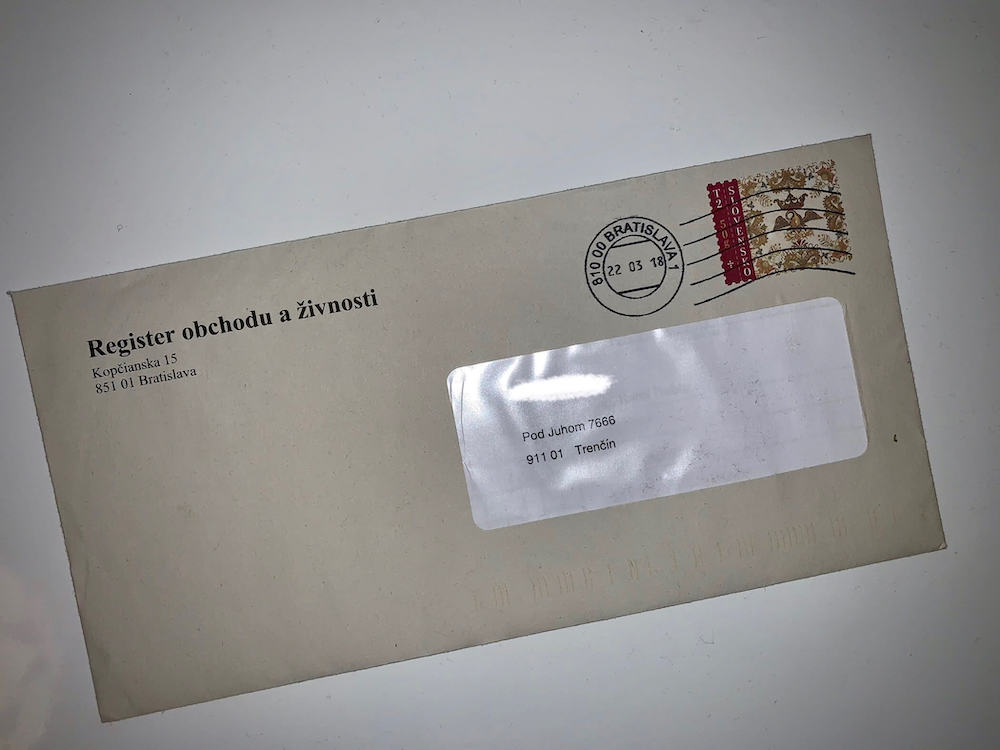 Register obchodu a živnosti
Kopčianska 15
851 01 Bratislava
810 00 BRATISLAVA 1
22 03 18
T2 50g +
SLOVENSKO
Pod Juhom 7666
911 01 Trenčín